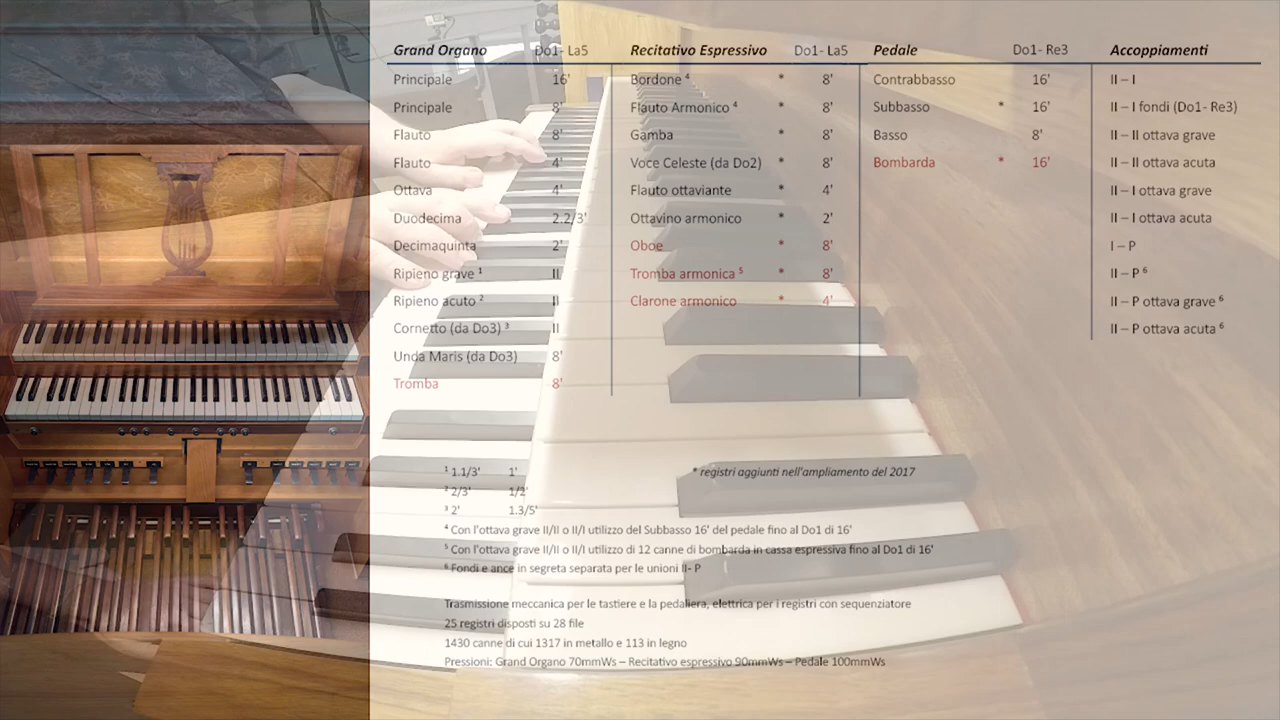 Grand Organo Do1- La5 Recitativo Espressivo Do1- La5 Pedale Do1- Re3 Accoppiamenti
Principale 16' Bordone ⁴ * 8' Contrabbasso 16' II – I
Principale 8' Flauto Armonico ⁴ * 8' Subbasso * 16' II – I fondi (Do1- Re3)
Flauto 8' Gamba * 8' Basso 8' II – II ottava grave
Flauto 4' Voce Celeste (da Do2) * 8' Bombarda * 16' II – II ottava acuta
Ottava 4' Flauto ottaviante * 4' II – I ottava grave
Duodecima 2.2/3' Ottavino armonico * 2' II – I ottava acuta
Decimaquinta 2' Oboe * 8' I – P
Ripieno grave ¹ II Tromba armonica ⁵ * 8' II – P ⁶
Ripieno acuto ² II Clarone armonico * 4' II – P ottava grave ⁶
Cornetto (da Do3) ³ II II – P ottava acuta ⁶
Unda Maris (da Do3) 8'
Tromba 8'
¹ 1.1/3' 1' * registri aggiunti nell'ampliamento del 2017
² 2/3' 1/2'
³ 2' 1.3/5'
⁴ Con l'ottava grave II/II o II/I utilizzo del Subbasso 16' del pedale fino al Do1 di 16'
⁵ Con l'ottava grave II/II o II/I utilizzo di 12 canne di bombarda in cassa espressiva fino al Do1 di 16'
⁶ Fondi e ance in segreta separata per le unioni II- P
Trasmissione meccanica per le tastiere e la pedaliera, elettrica per i registri con sequenziatore
25 registri disposti su 28 file
1430 canne di cui 1317 in metallo e 113 in legno
Pressioni: Grand Organo 70mmWs – Recitativo espressivo 90mmWs – Pedale 100mmWs